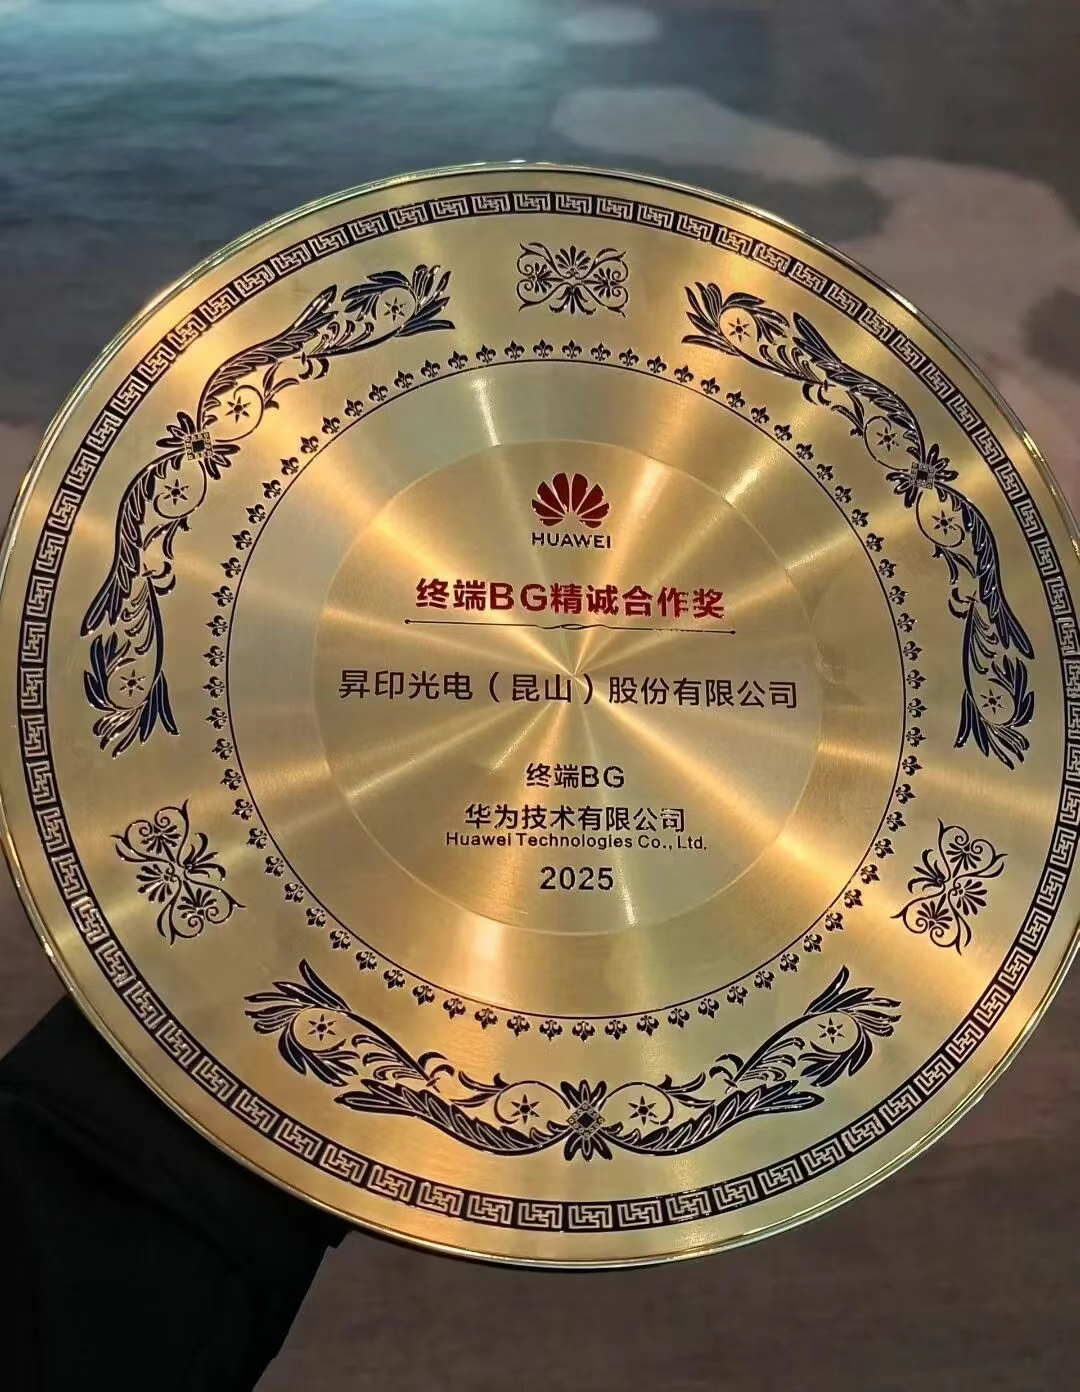 HUAWEI
终端BG精诚合作奖
昇印光电（昆山）股份有限公司
终端BG
华为技术有限公司
Huawei Technologies Co., Ltd.
2025